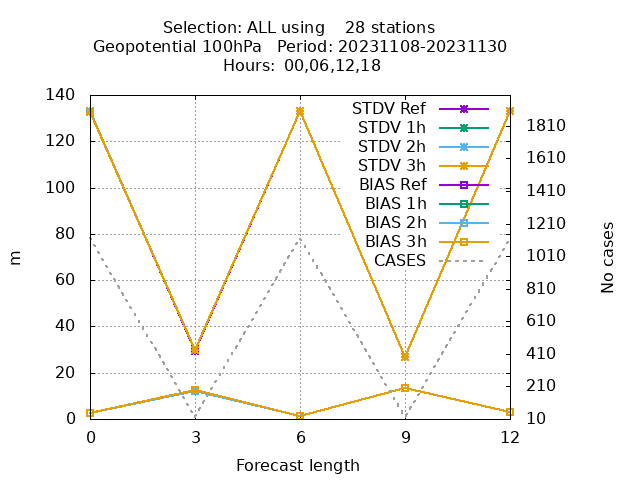 Selection: ALL using    28 stations
Geopotential 100hPa   Period: 20231108-20231130
Hours: 00,06,12,18
STDV Ref
STDV 1h
STDV 2h
STDV 3h
BIAS Ref
BIAS 1h
BIAS 2h
BIAS 3h
CASES
140
120
100
80
60
40
20
0
m
1810
1610
1410
1210
1010
810
610
410
210
10
No cases
0 3 6 9 12
Forecast length